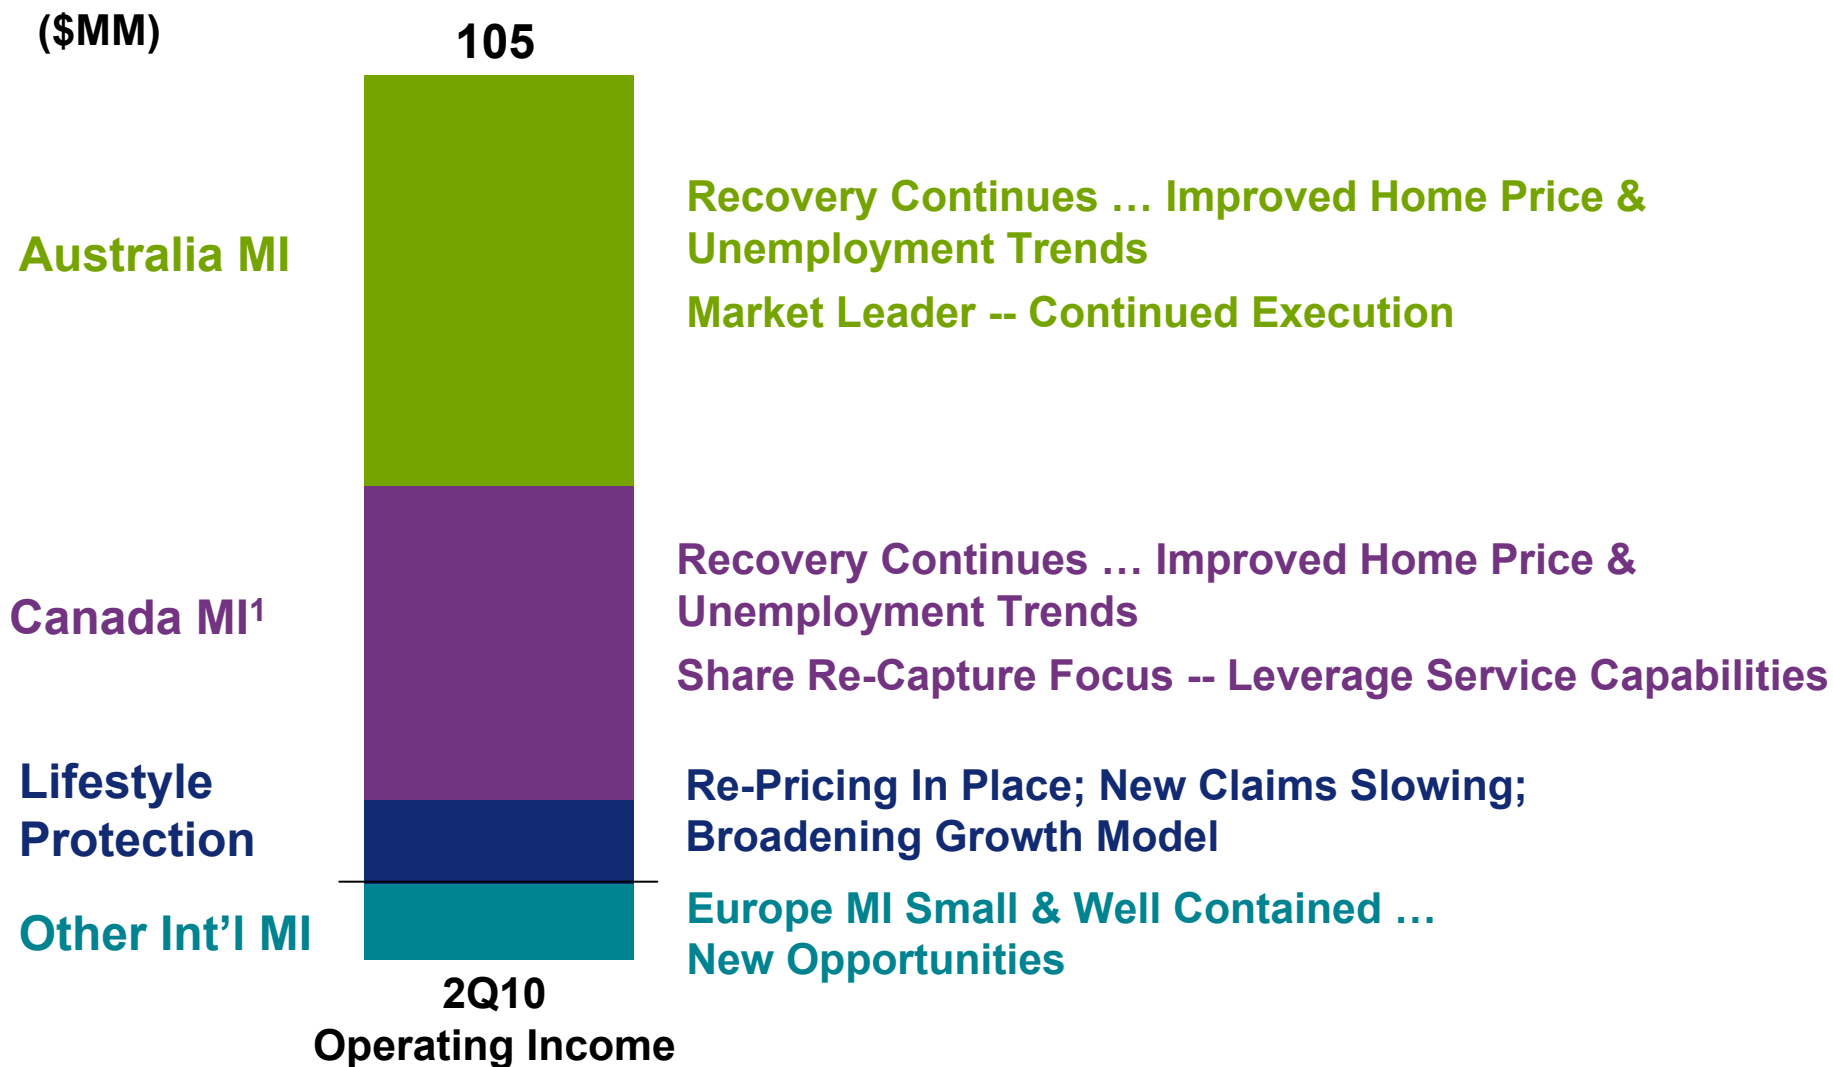 ($MM)
105
Australia MI
Recovery Continues … Improved Home Price &
Unemployment Trends
Market Leader -- Continued Execution
Canada MI¹
Recovery Continues … Improved Home Price &
Unemployment Trends
Share Re-Capture Focus -- Leverage Service Capabilities
Lifestyle
Protection
Re-Pricing In Place; New Claims Slowing;
Broadening Growth Model
Other Int’l MI
Europe MI Small & Well Contained …
New Opportunities
2Q10
Operating Income